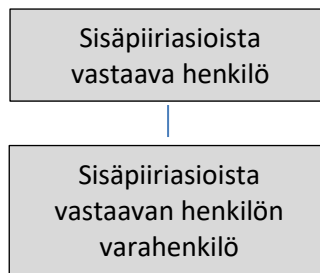 Sisäpiiriasioista
vastaava henkilö
Sisäpiiriasioista
vastaavan henkilön
varahenkilö